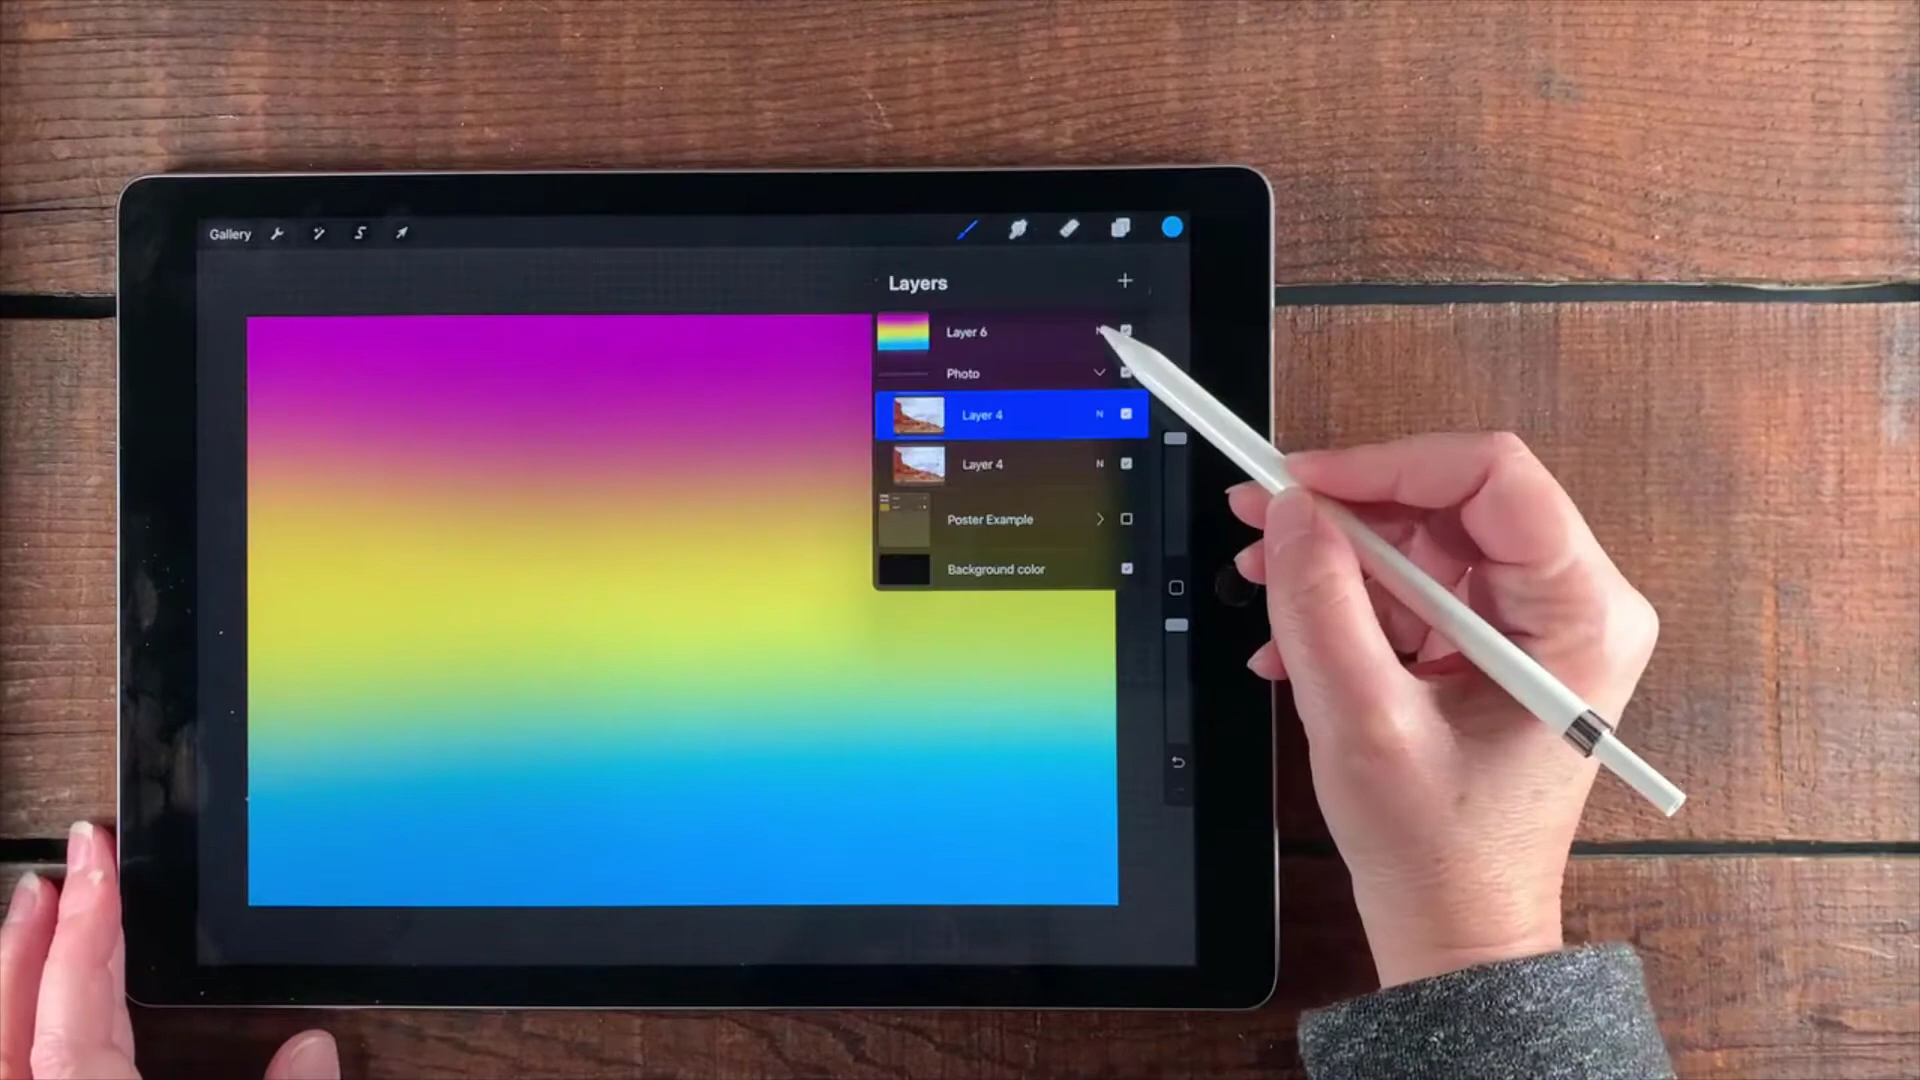 Gallery
Layers
Layer 6
N
Photo
Layer 4
N
Layer 4
N
Poster Example
Background color